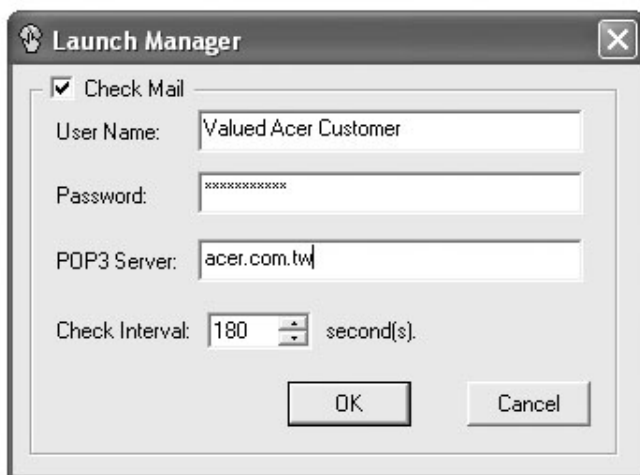 Launch Manager
Check Mail
User Name: Valued Acer Customer
Password: ***********
POP3 Server: acer.com.tw
Check Interval: 180 second(s).
OK Cancel